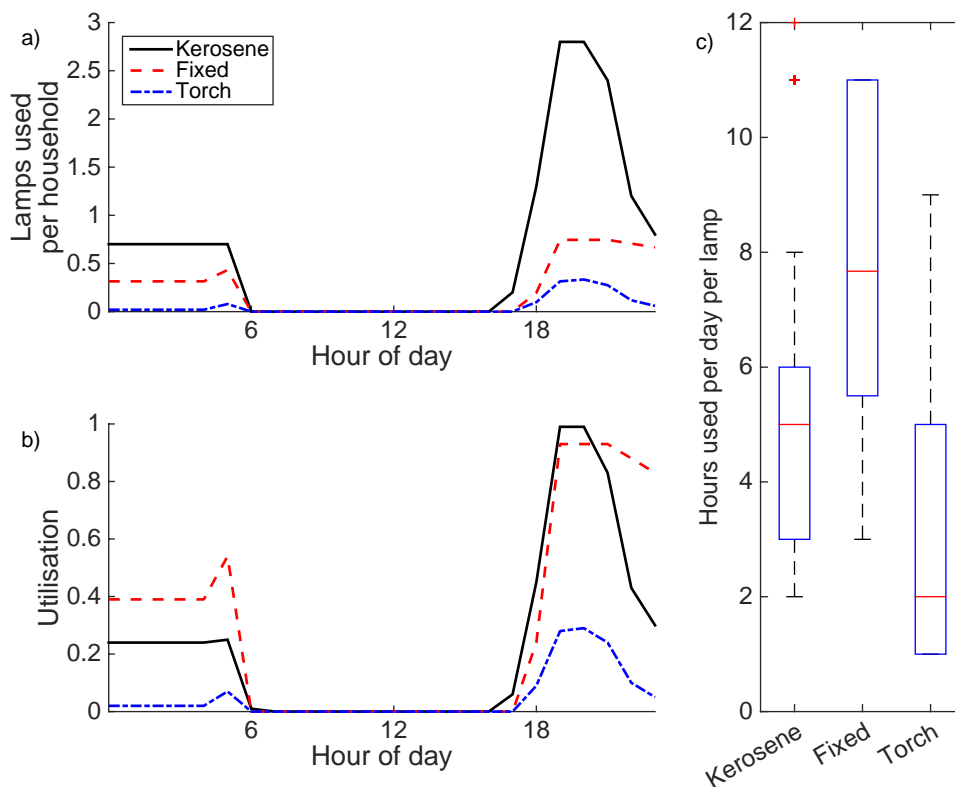 a)
3
2.5
2
1.5
1
0.5
0
Lamps used
per household
Kerosene
Fixed
Torch
6
12
18
Hour of day
b)
1
0.8
0.6
0.4
0.2
0
Utilisation
6
12
18
Hour of day
c)
12
10
8
6
4
2
0
Hours used per day per lamp
Kerosene
Fixed
Torch